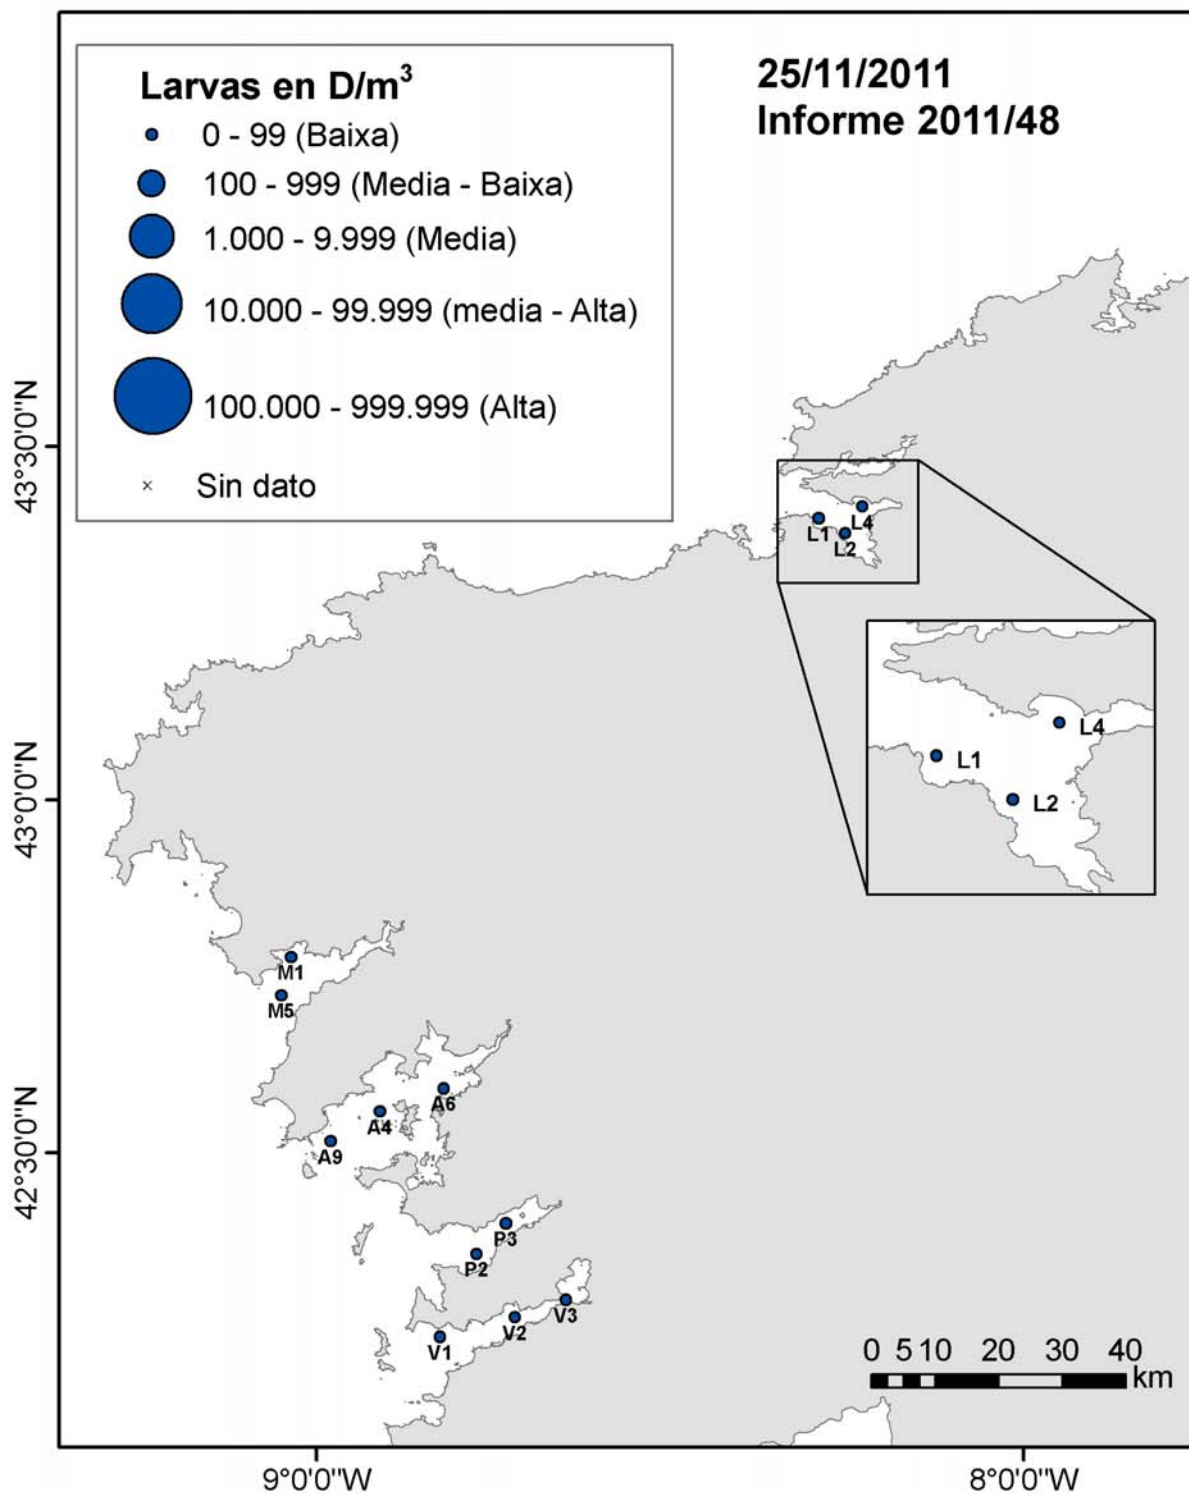 Larvas en D/m³
0 - 99 (Baixa)
100 - 999 (Media - Baixa)
1.000 - 9.999 (Media)
10.000 - 99.999 (media - Alta)
100.000 - 999.999 (Alta)
Sin dato
25/11/2011
Informe 2011/48
43°30'0"N
L4
L1
L2
L4
L1
L2
43°0'0"N
M1
M5
A6
A4
A9
42°30'0"N
P3
P2
V3
V2
V1
0 5 10 20 30 40
km
9°0'0"W
8°0'0"W